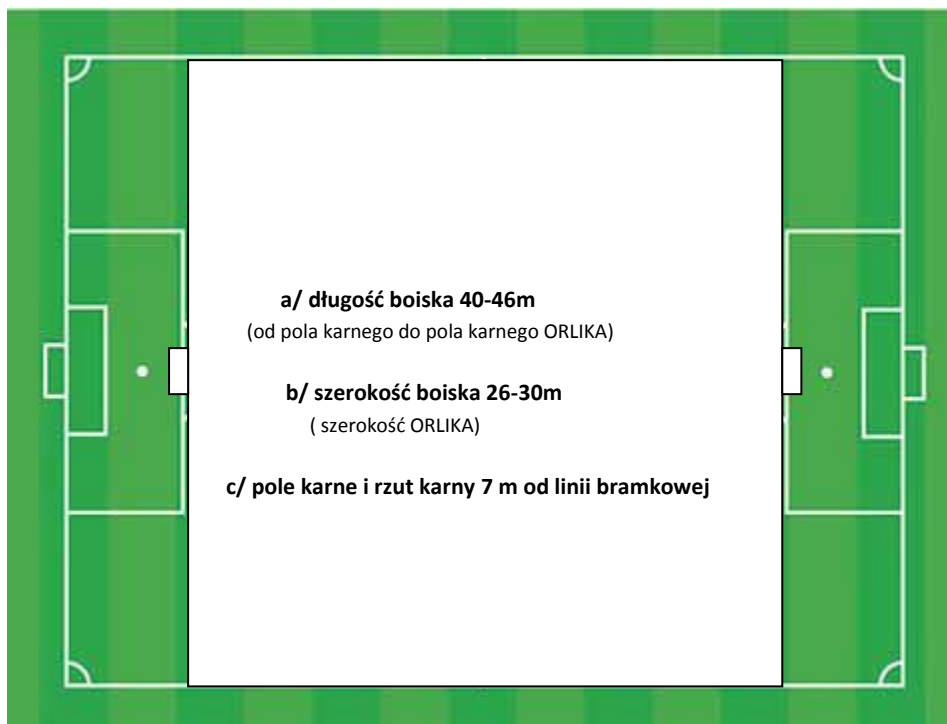 a/ długość boiska 40-46m
(od pola karnego do pola karnego ORLIKA)
b/ szerokość boiska 26-30m
( szerokość ORLIKA)
c/ pole karne i rzut karny 7 m od linii bramkowej